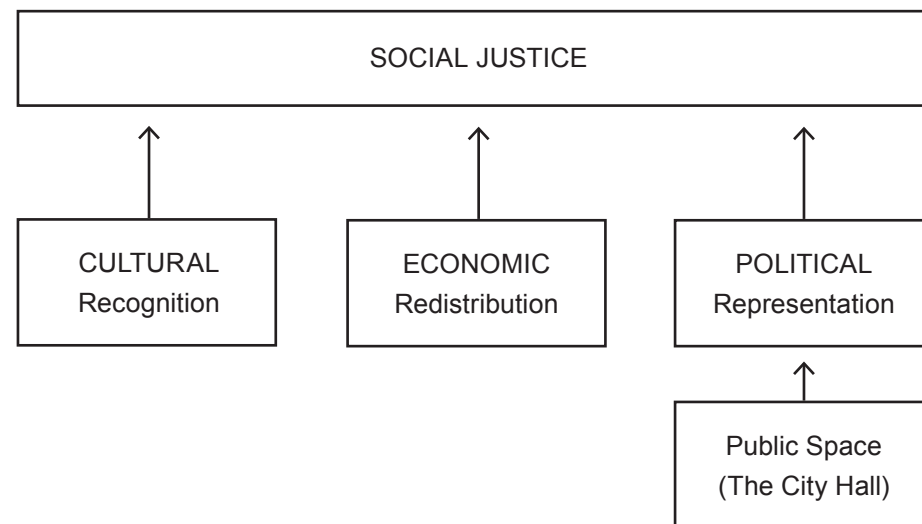 SOCIAL JUSTICE
CULTURAL
Recognition
ECONOMIC
Redistribution
POLITICAL
Representation
Public Space
(The City Hall)